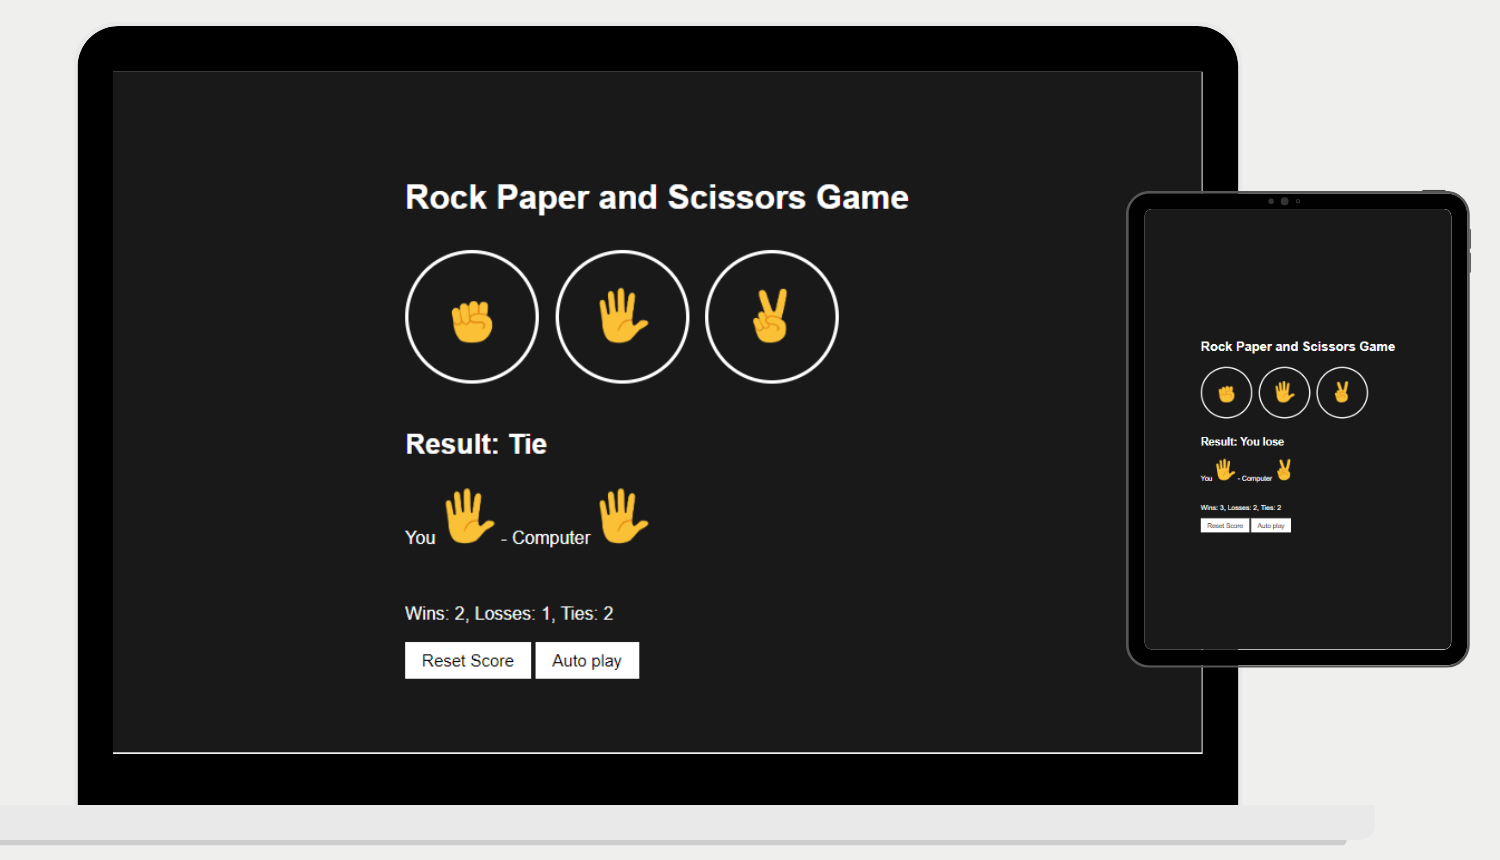 Rock Paper and Scissors Game
Result: Tie
You - Computer
Wins: 2, Losses: 1, Ties: 2
Reset Score Auto play
Rock Paper and Scissors Game
Result: You lose
You - Computer
Wins: 3, Losses: 2, Ties: 2
Reset Score Auto play